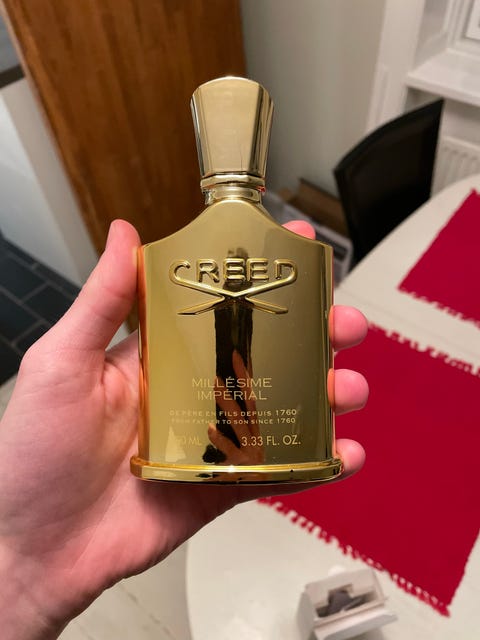 CREED
MILLÉSIME
IMPÉRIAL
DE PÈRE EN FILS DEPUIS 1760
FROM FATHER TO SON SINCE 1760
ML 3.33 FL. OZ.